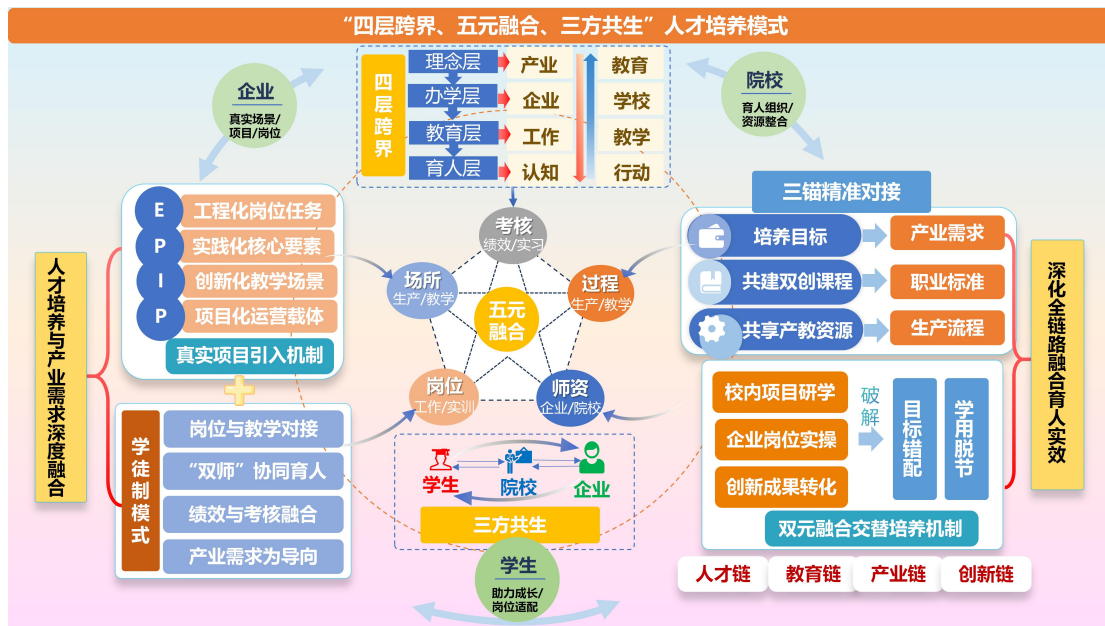 “四层跨界、五元融合、三方共生”人才培养模式
企业
真实场景/
项目/岗位
四层跨界
理念层
产业
教育
办学层
企业
学校
教育层
工作
教学
育人层
认知
行动
院校
育人组织/
资源整合
人才培养与产业需求深度融合
E
工程化岗位任务
P
实践化核心要素
I
创新化教学场景
P
项目化运营载体
真实项目引入机制
学徒制模式
岗位与教学对接
“双师”协同育人
绩效与考核融合
产业需求为导向
考核
绩效/实习
场所
生产/教学
过程
生产/教学
五元
融合
岗位
工作/实训
师资
企业/院校
学生
院校
企业
三方共生
学生
助力成长/
岗位适配
三锚精准对接
培养目标
产业需求
共建双创课程
职业标准
共享产教资源
生产流程
校内项目研学
企业岗位实操
创新成果转化
破解
目标错配
学用脱节
双元融合交替培养机制
人才链
教育链
产业链
创新链
深化全链路融合育人实效